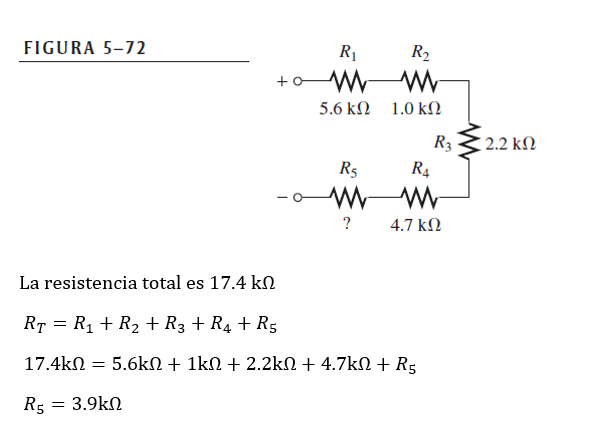 FIGURA 5–72
R₁ R₂
+
5.6 kΩ 1.0 kΩ
R₃ 2.2 kΩ
R₅ R₄
–
? 4.7 kΩ
La resistencia total es 17.4 kΩ
R_T = R₁ + R₂ + R₃ + R₄ + R₅
17.4kΩ = 5.6kΩ + 1kΩ + 2.2kΩ + 4.7kΩ + R₅
R₅ = 3.9kΩ